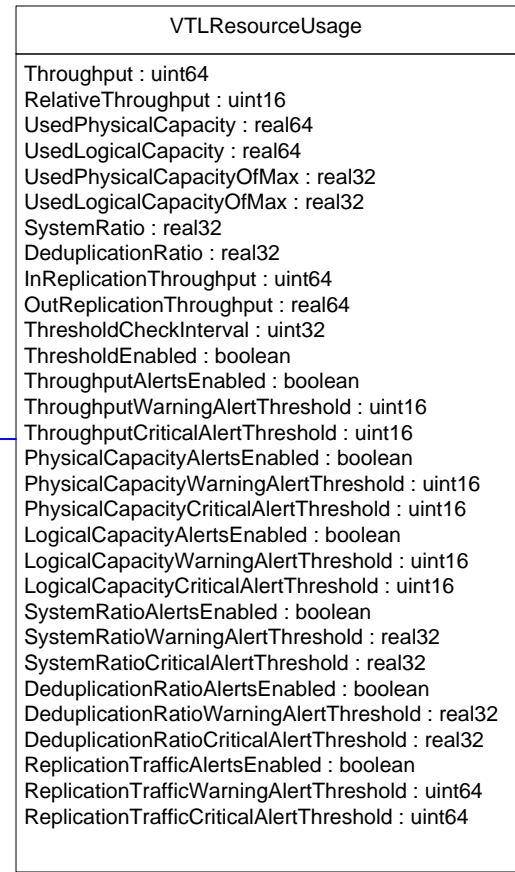 VTLResourceUsage
Throughput : uint64
RelativeThroughput : uint16
UsedPhysicalCapacity : real64
UsedLogicalCapacity : real64
UsedPhysicalCapacityOfMax : real32
UsedLogicalCapacityOfMax : real32
SystemRatio : real32
DeduplicationRatio : real32
InReplicationThroughput : uint64
OutReplicationThroughput : real64
ThresholdCheckInterval : uint32
ThresholdEnabled : boolean
ThroughputAlertsEnabled : boolean
ThroughputWarningAlertThreshold : uint16
ThroughputCriticalAlertThreshold : uint16
PhysicalCapacityAlertsEnabled : boolean
PhysicalCapacityWarningAlertThreshold : uint16
PhysicalCapacityCriticalAlertThreshold : uint16
LogicalCapacityAlertsEnabled : boolean
LogicalCapacityWarningAlertThreshold : uint16
LogicalCapacityCriticalAlertThreshold : uint16
SystemRatioAlertsEnabled : boolean
SystemRatioWarningAlertThreshold : real32
SystemRatioCriticalAlertThreshold : real32
DeduplicationRatioAlertsEnabled : boolean
DeduplicationRatioWarningAlertThreshold : real32
DeduplicationRatioCriticalAlertThreshold : real32
ReplicationTrafficAlertsEnabled : boolean
ReplicationTrafficWarningAlertThreshold : uint64
ReplicationTrafficCriticalAlertThreshold : uint64